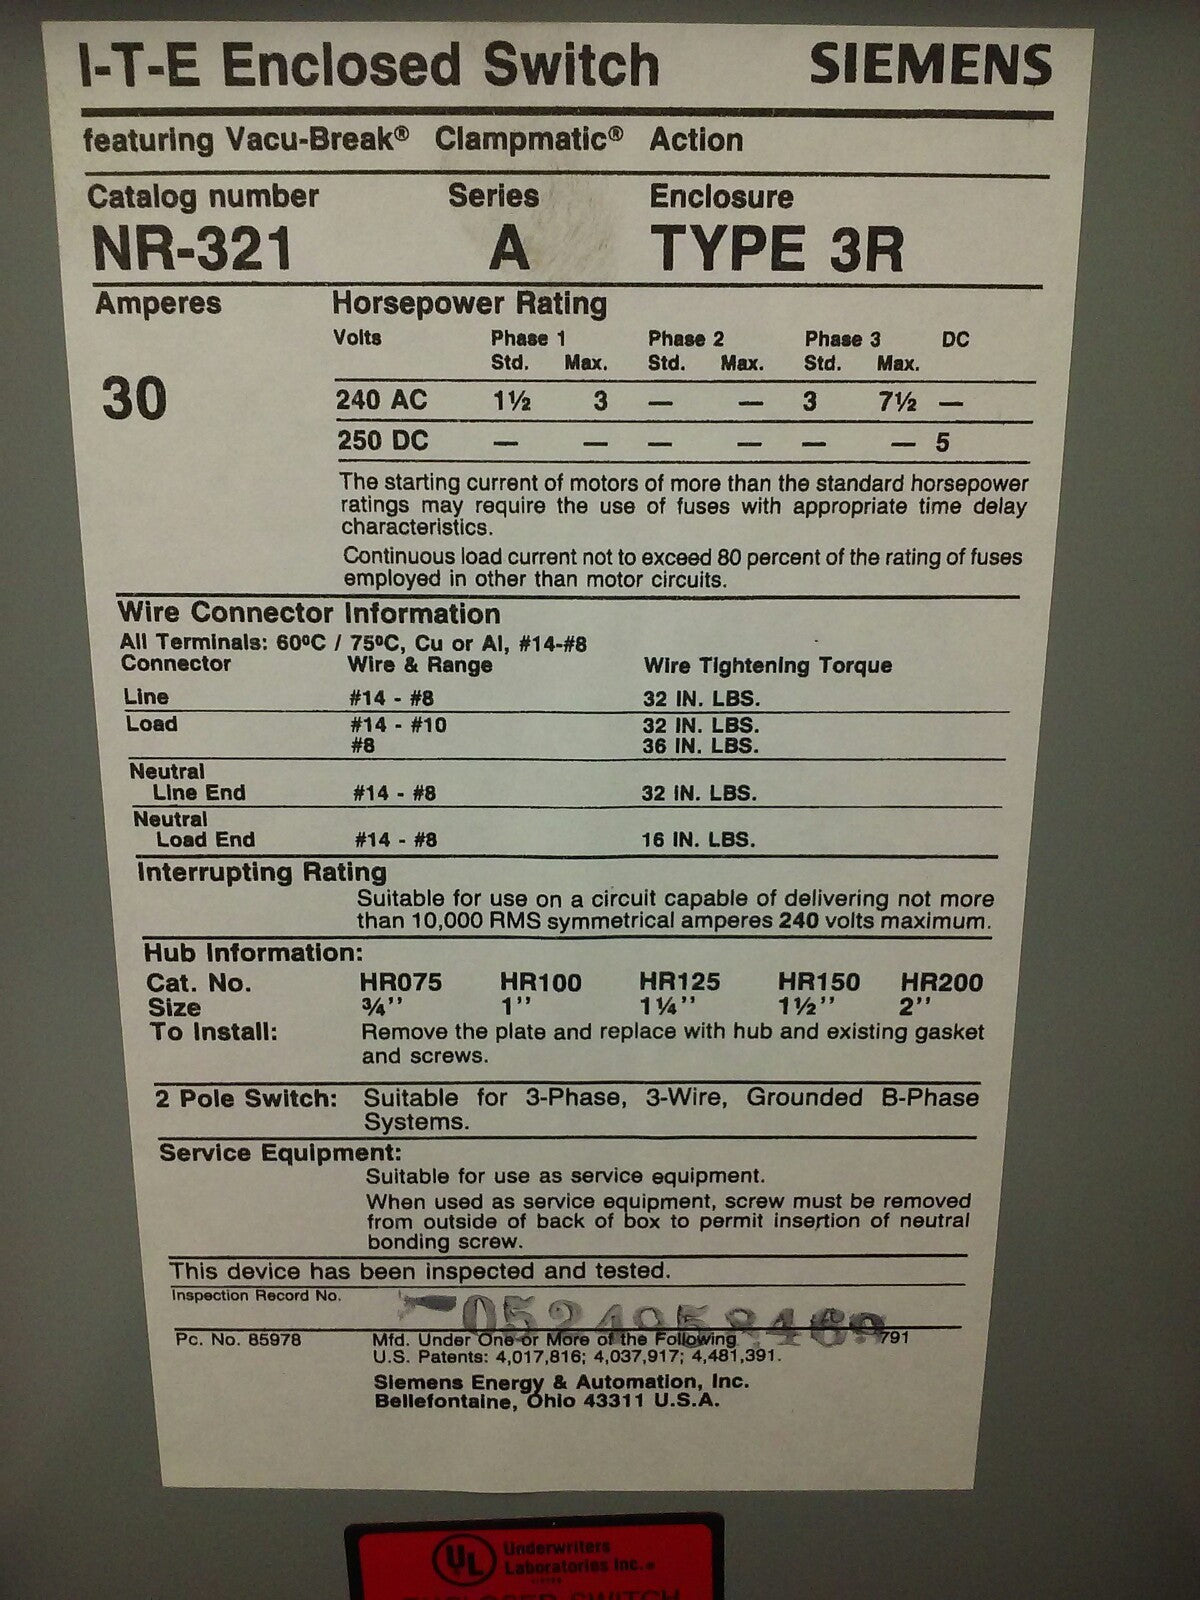 I-T-E Enclosed Switch SIEMENS
featuring Vacu-Break® Clampmatic® Action
Catalog number Series Enclosure
NR-321 A TYPE 3R
Amperes Horsepower Rating
Volts Phase 1 Phase 2 Phase 3 DC
Std. Max. Std. Max. Std. Max.
30 240 AC 1½ 3 — — 3 7½ —
250 DC — — — — — — 5
The starting current of motors of more than the standard horsepower
ratings may require the use of fuses with appropriate time delay
characteristics.
Continuous load current not to exceed 80 percent of the rating of fuses
employed in other than motor circuits.
Wire Connector Information
All Terminals: 60ºC / 75ºC, Cu or Al, #14-#8
Connector Wire & Range Wire Tightening Torque
Line #14 - #8 32 IN. LBS.
Load #14 - #10 32 IN. LBS.
#8 36 IN. LBS.
Neutral
Line End #14 - #8 32 IN. LBS.
Neutral
Load End #14 - #8 16 IN. LBS.
Interrupting Rating
Suitable for use on a circuit capable of delivering not more
than 10,000 RMS symmetrical amperes 240 volts maximum.
Hub Information:
Cat. No. HR075 HR100 HR125 HR150 HR200
Size ¾'' 1'' 1¼'' 1½'' 2''
To Install: Remove the plate and replace with hub and existing gasket
and screws.
2 Pole Switch: Suitable for 3-Phase, 3-Wire, Grounded B-Phase
Systems.
Service Equipment:
Suitable for use as service equipment.
When used as service equipment, screw must be removed
from outside of back of box to permit insertion of neutral
bonding screw.
This device has been inspected and tested.
Inspection Record No.
Pc. No. 85978 Mfd. Under One or More of the Following 791
U.S. Patents: 4,017,816; 4,037,917; 4,481,391.
Siemens Energy & Automation, Inc.
Bellefontaine, Ohio 43311 U.S.A.
UL Underwriters
Laboratories Inc.®
ENCLOSED SWITCH